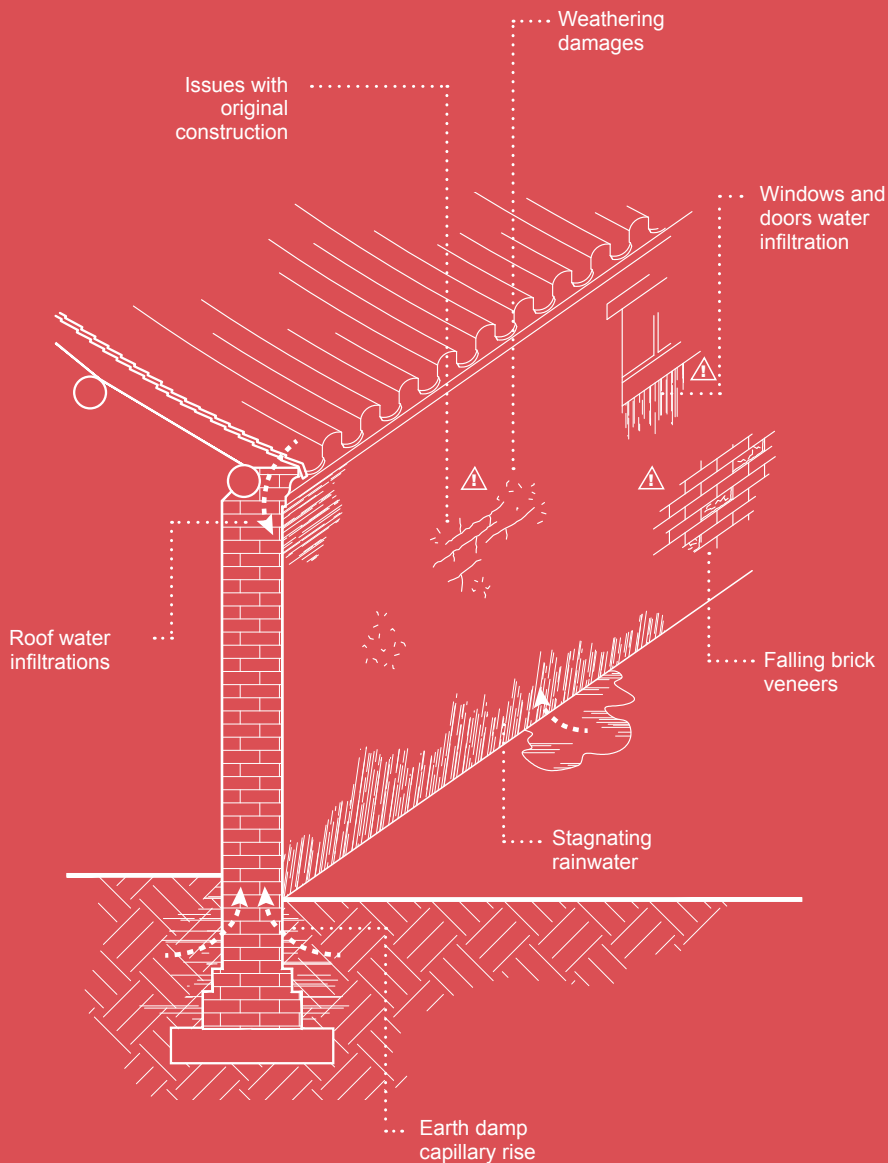 Weathering
damages
Issues with
original
construction
Windows and
doors water
infiltration
Roof water
infiltrations
Falling brick
veneers
Stagnating
rainwater
Earth damp
capillary rise